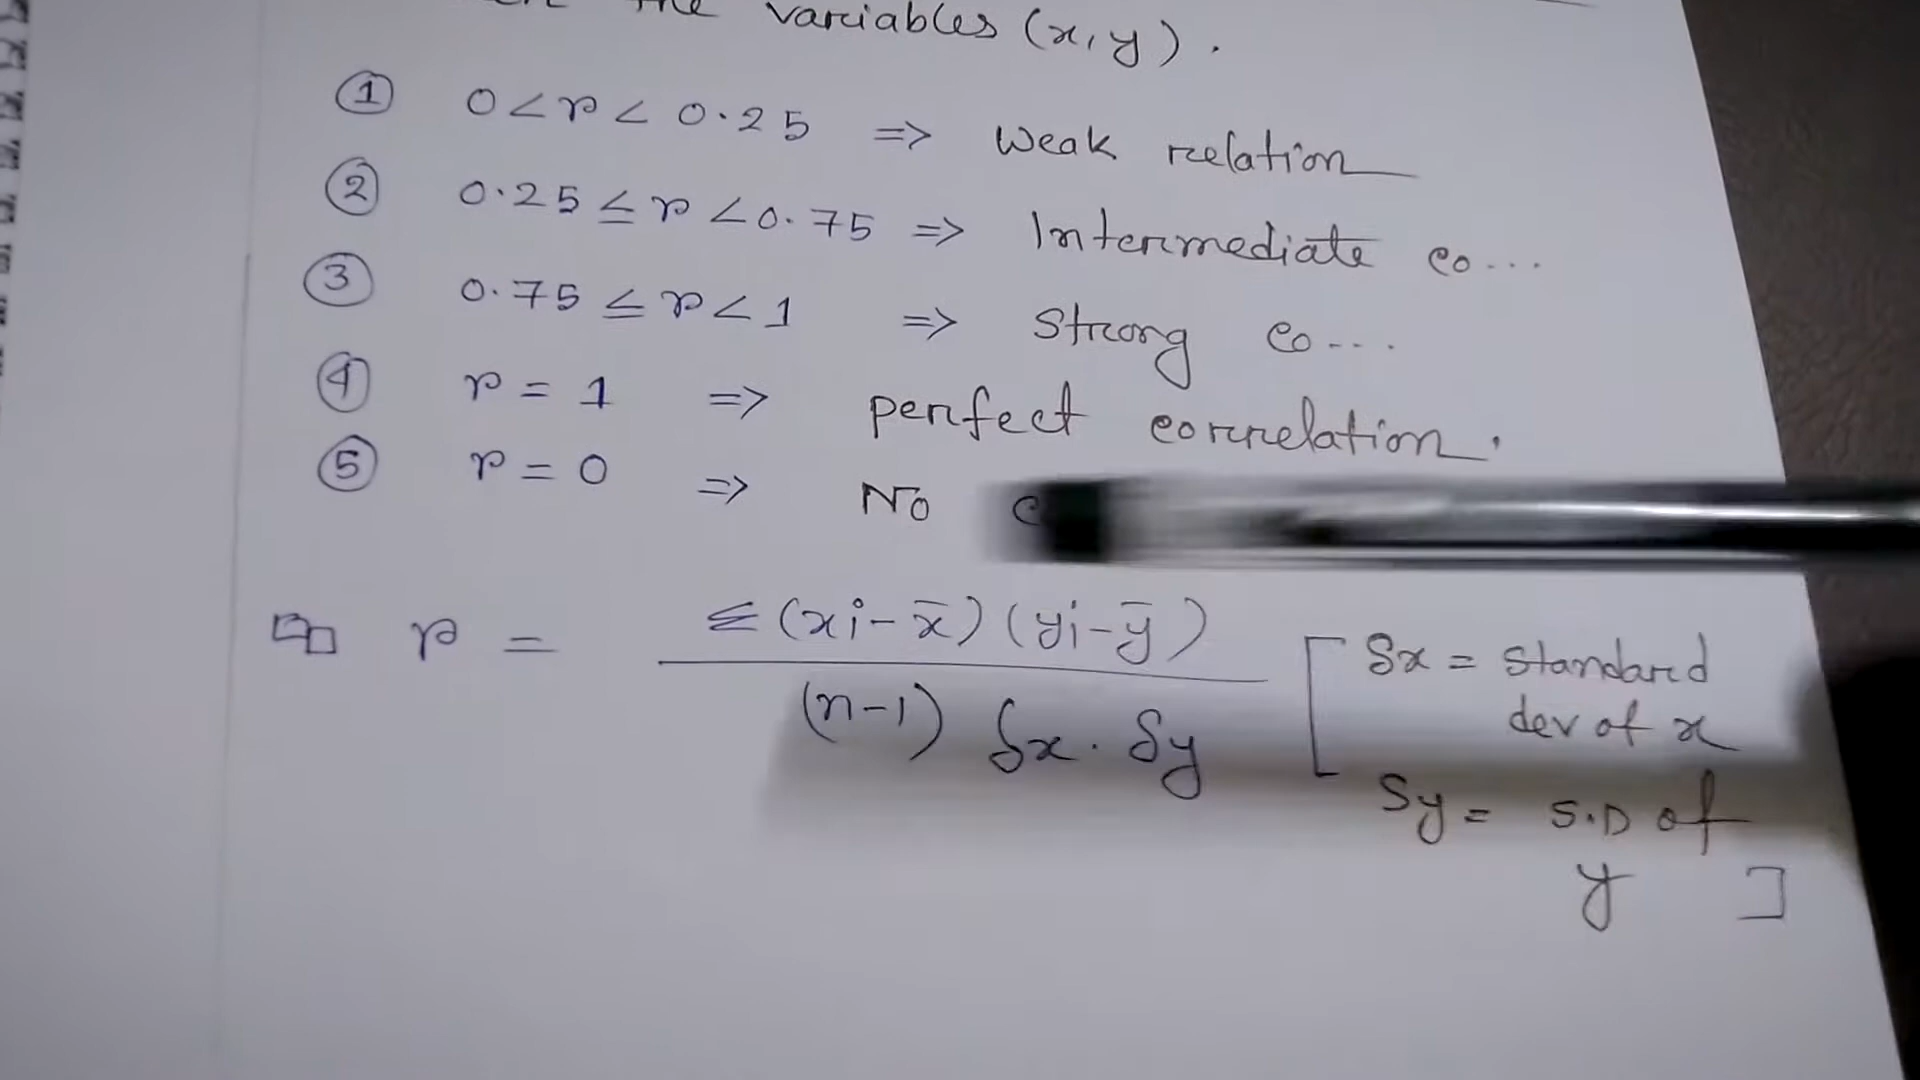 the variables (x, y).
① 0 < r < 0.25 => Weak relation
② 0.25 ≤ r < 0.75 => Intermediate co...
③ 0.75 ≤ r < 1 => Strong co...
④ r = 1 => perfect correlation.
⑤ r = 0 => No
r = Σ(xi - x̄)(yi - ȳ) / (n-1) Sx . Sy
[Sx = standard
dev of x
Sy = S.D of
y ]